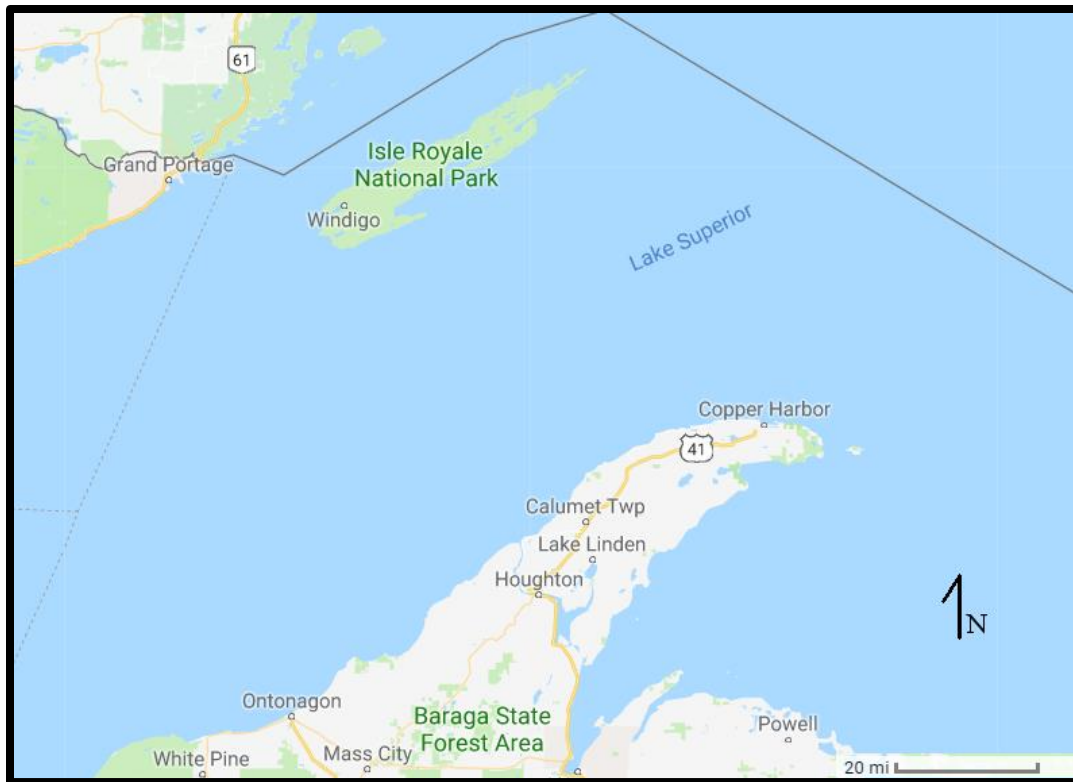 61
Isle Royale
National Park
Grand Portage
Windigo
Lake Superior
Copper Harbor
41
Calumet Twp
Lake Linden
Houghton
N
Ontonagon
Baraga State
Forest Area
Powell
White Pine
Mass City
20 mi